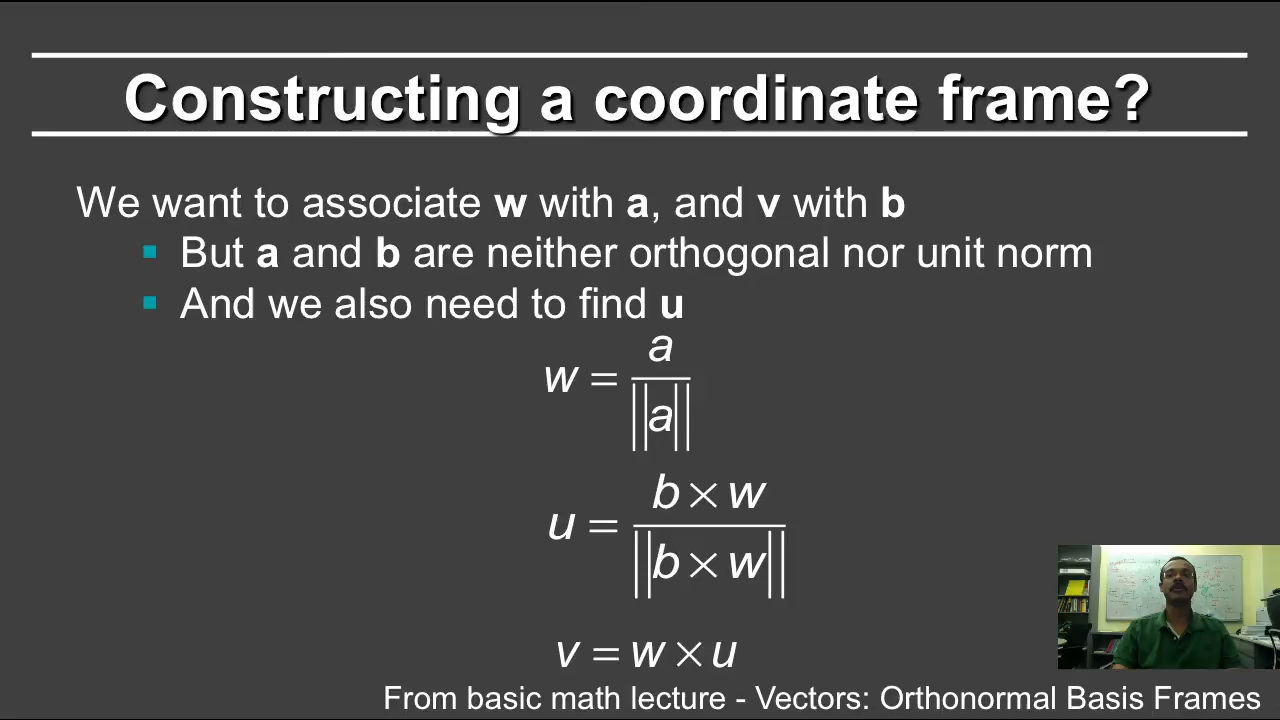 Constructing a coordinate frame?
We want to associate w with a, and v with b
▪ But a and b are neither orthogonal nor unit norm
▪ And we also need to find u
w = a / ||a||
u = b × w / ||b × w||
v = w × u
From basic math lecture - Vectors: Orthonormal Basis Frames